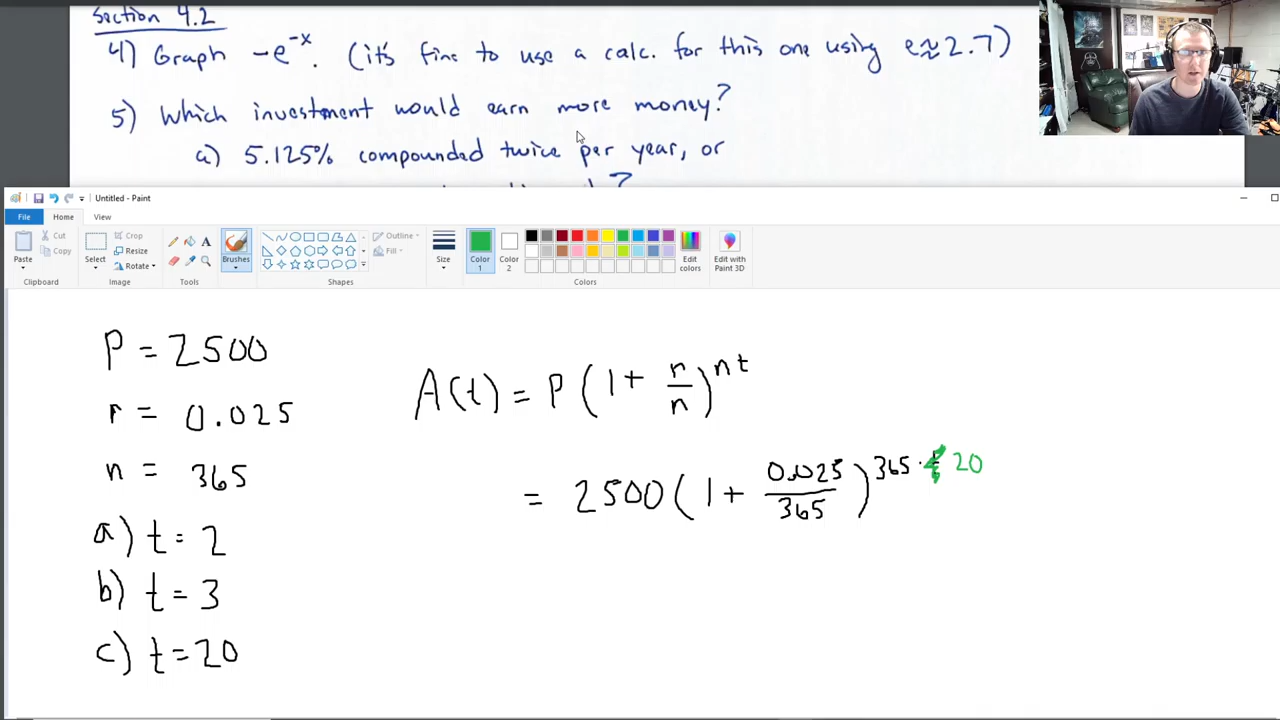 Section 4.2
4) Graph -e^-x. (it's fine to use a calc. for this one using e≈2.7)
5) Which investment would earn more money?
a) 5.125% compounded twice per year, or
?
Untitled - Paint
File Home View
Paste
Cut
Copy
Clipboard
Select
Crop
Resize
Rotate
Image
A
Tools
Brushes
Outline
Fill
Shapes
Size
Color 1
Color 2
Edit colors
Edit with Paint 3D
Colors
P = 2500
r = 0.025
n = 365
a) t = 2
b) t = 3
c) t = 20
A(t) = P(1 + r/n)^nt
= 2500(1 + 0.025/365)^365 · 20